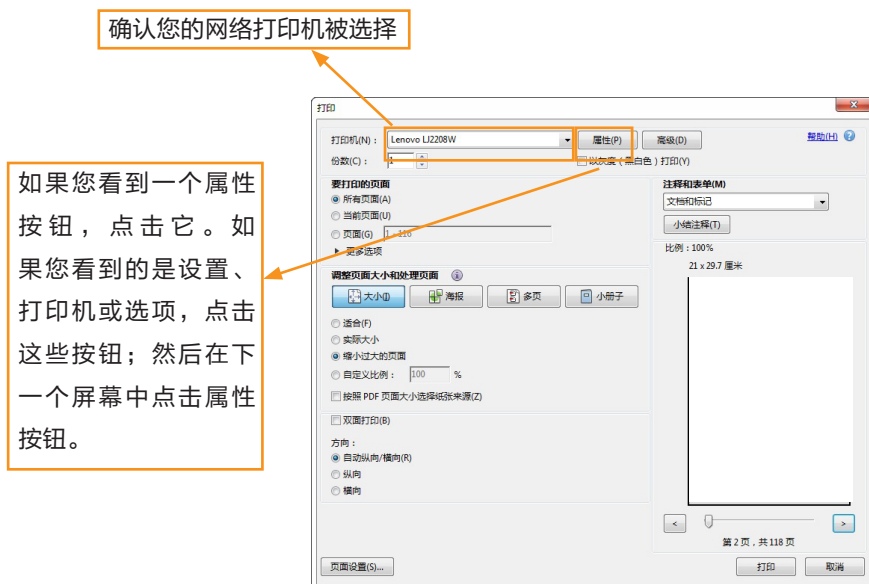 确认您的网络打印机被选择
打印
打印机(N)： Lenovo LJ2208W 属性(P) 高级(D) 帮助(H)
份数(C)： 1 以灰度（黑白色）打印(Y)
如果您看到一个属性
按钮，点击它。如
果您看到的是设置、
打印机或选项，点击
这些按钮；然后在下
一个屏幕中点击属性
按钮。
要打印的页面
所有页面(A)
当前页面(U)
页面(G) 1 - 118
更多选项
调整页面大小和处理页面
大小(I) 海报 多页 小册子
适合(F)
实际大小
缩小过大的页面
自定义比例： 100 %
按照 PDF 页面大小选择纸张来源(Z)
双面打印(B)
方向：
自动纵向/横向(R)
纵向
横向
注释和表单(M)
文档和标记
小结注释(T)
比例：100%
21 x 29.7 厘米
< >
第 2 页，共 118 页
页面设置(S)... 打印 取消